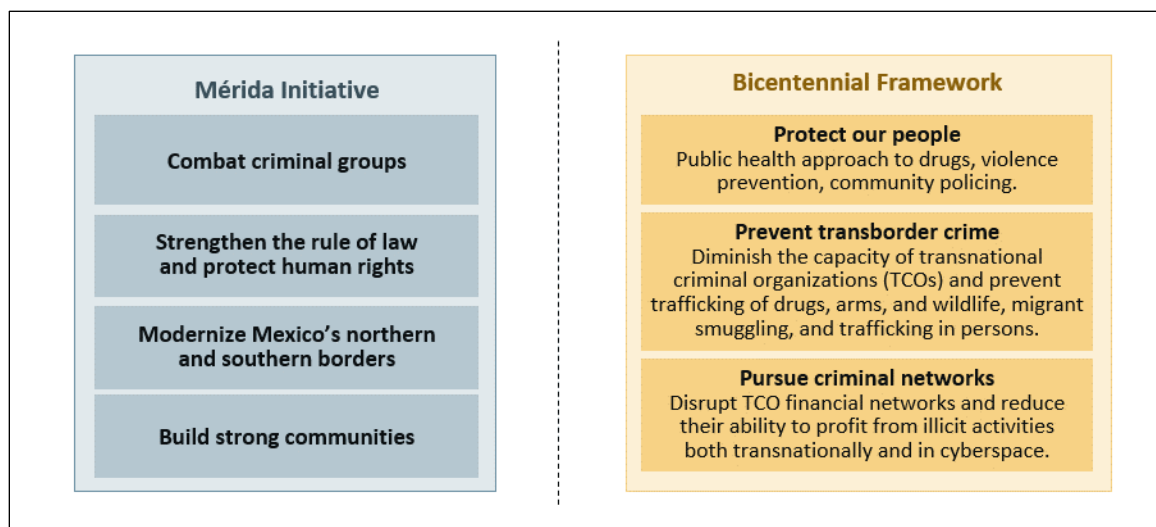 Mérida Initiative
Combat criminal groups
Strengthen the rule of law
and protect human rights
Modernize Mexico’s northern
and southern borders
Build strong communities
Bicentennial Framework
Protect our people
Public health approach to drugs, violence
prevention, community policing.
Prevent transborder crime
Diminish the capacity of transnational
criminal organizations (TCOs) and prevent
trafficking of drugs, arms, and wildlife, migrant
smuggling, and trafficking in persons.
Pursue criminal networks
Disrupt TCO financial networks and reduce
their ability to profit from illicit activities
both transnationally and in cyberspace.